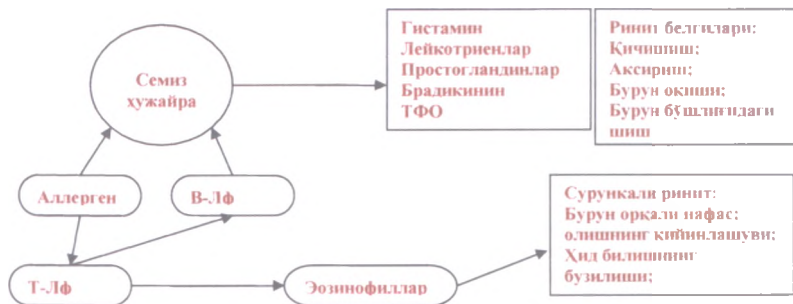 Семиз
ҳужайра
Гистамин
Лейкотриенлар
Простогландинлар
Брадикинин
ТФО
Ринит белгилари:
Қичишиш;
Аксириш;
Бурун оқиши;
Бурун бўшлиғидаги
шиш
Аллерген
В-Лф
Т-Лф
Эозинофиллар
Сурункали ринит:
Бурун орқали нафас;
олишнинг қийинлашуви;
Ҳид билишнинг
бузилиши;